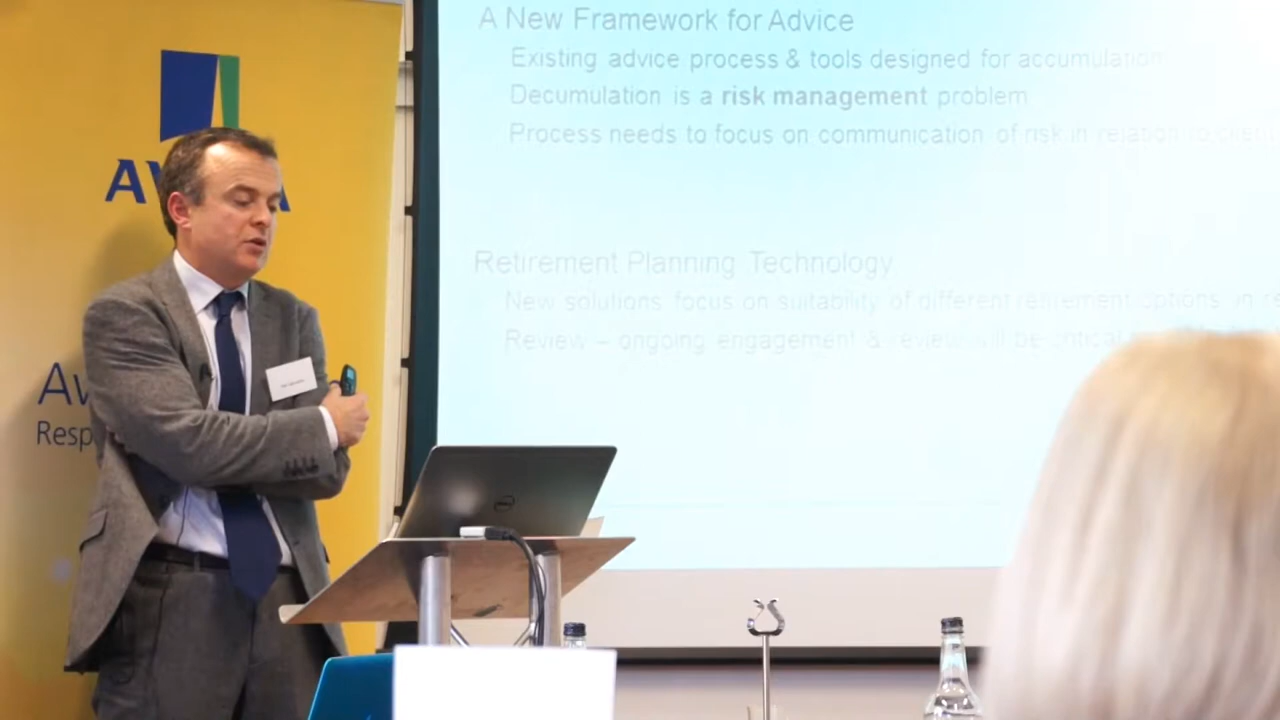 A New Framework for Advice
Existing advice process & tools designed for accumulation
Decumulation is a risk management problem
Process needs to focus on communication of risk in relation to
Retirement Planning Technology
New solutions focus on suitability of different retirement options
Review – ongoing engagement & review will be critical
AV A
Av
Resp
DELL